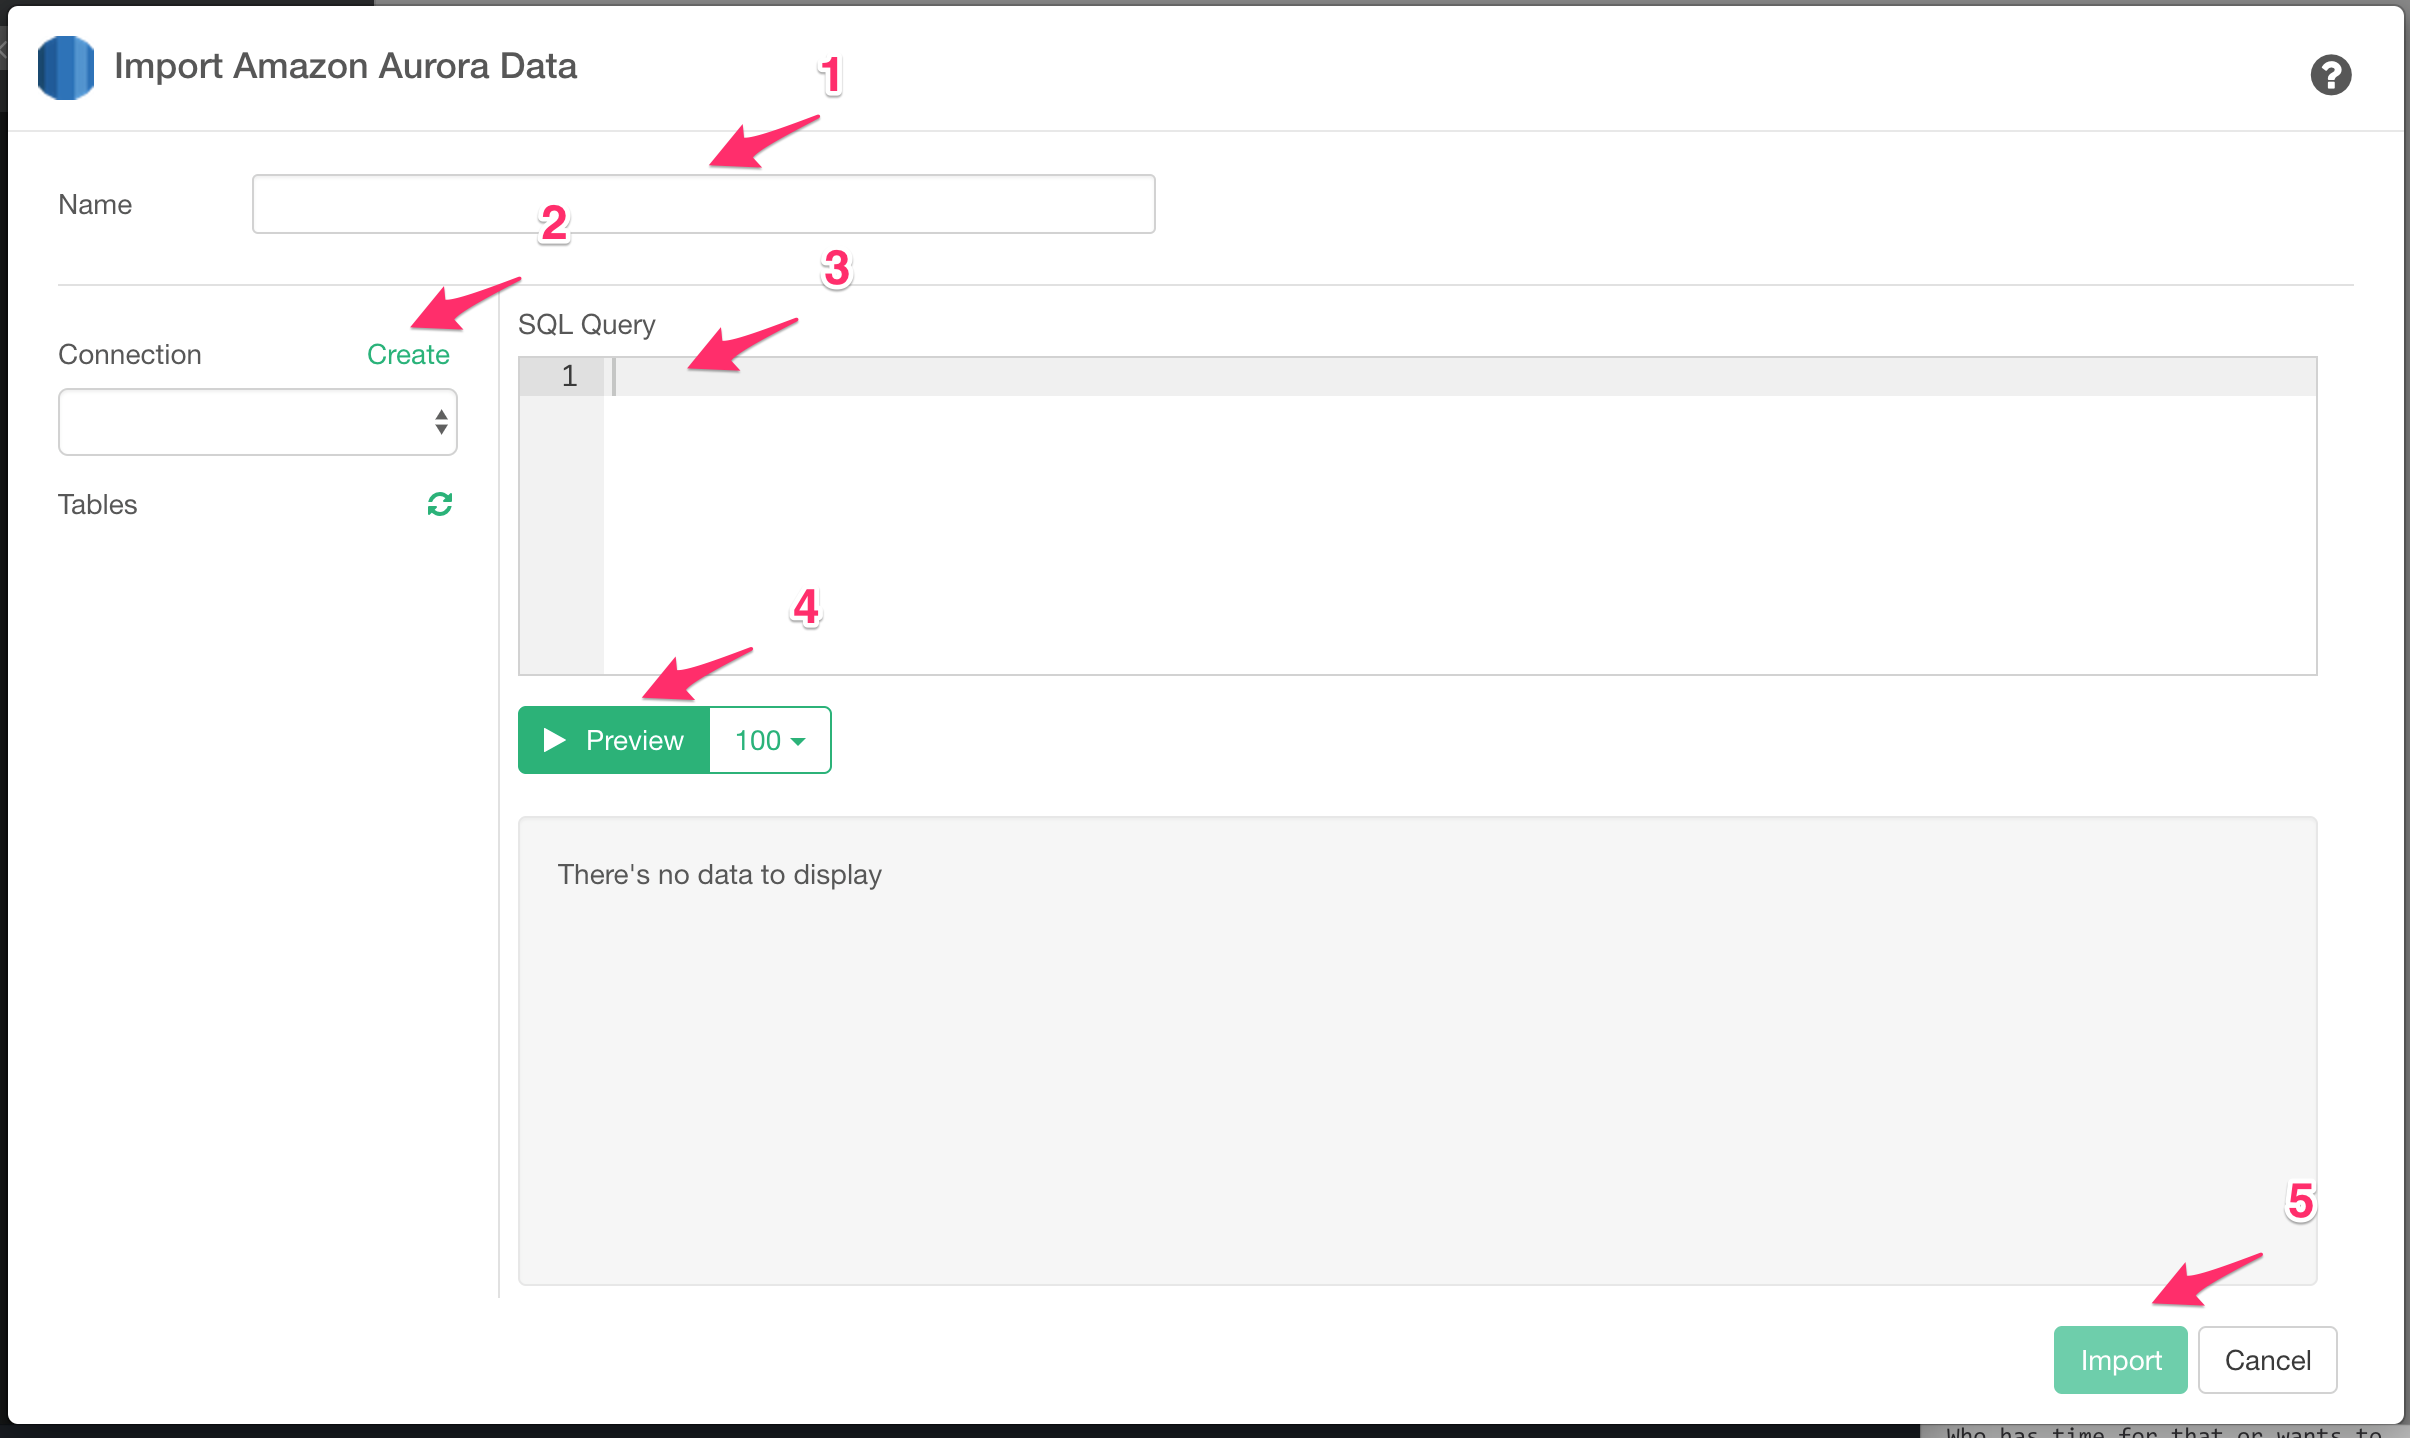 Import Amazon Aurora Data
1
?
Name
2
3
SQL Query
Connection Create
1
Tables
4
Preview 100
There's no data to display
5
Import Cancel
Who has time for that or wants to